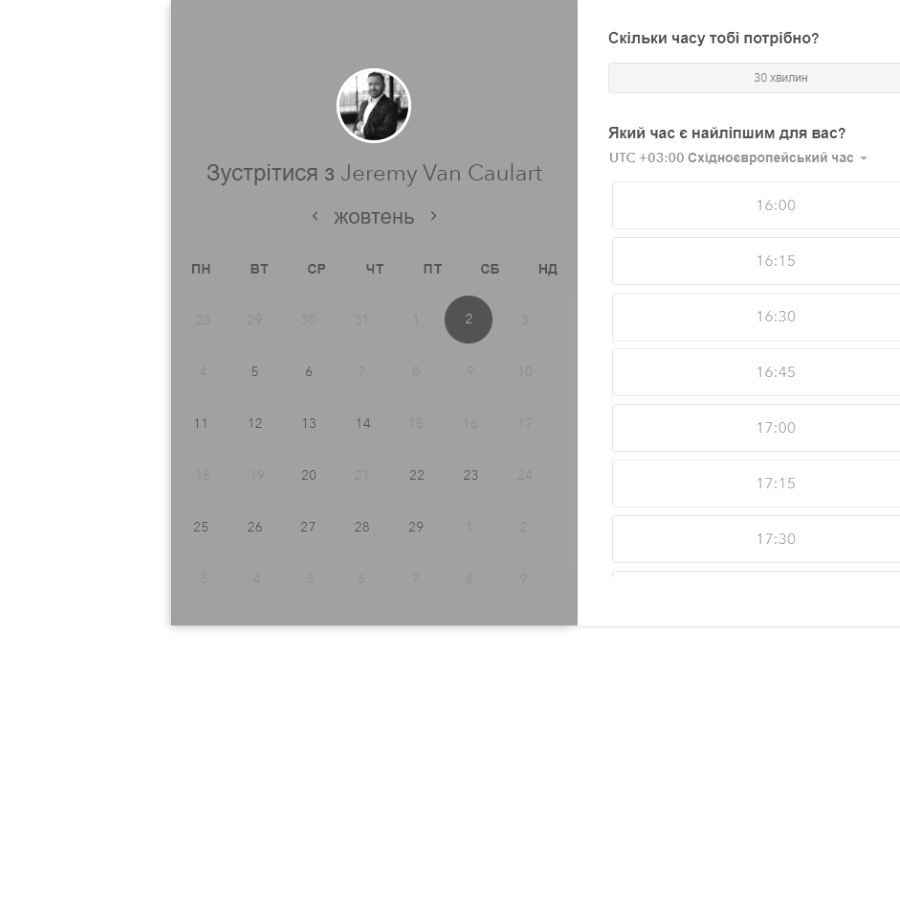 Зустрітися з Jeremy Van Caulart
жовтень
ПН ВТ СР ЧТ ПТ СБ НД
28 29 30 31 1 2 3
4 5 6 7 8 9 10
11 12 13 14 15 16 17
18 19 20 21 22 23 24
25 26 27 28 29 1 2
3 4 5 6 7 8 9
Скільки часу тобі потрібно?
30 хвилин
Який час є найліпшим для вас?
UTC +03:00 Східноєвропейський час
16:00
16:15
16:30
16:45
17:00
17:15
17:30